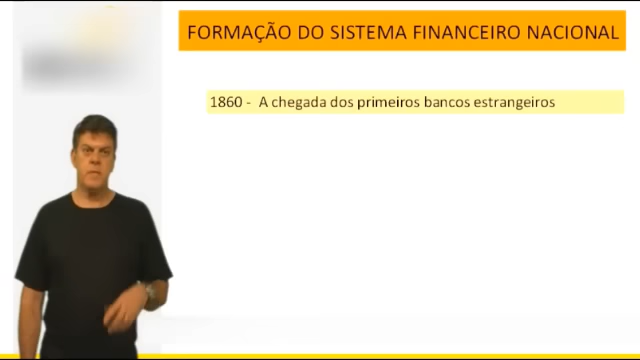 FORMAÇÃO DO SISTEMA FINANCEIRO NACIONAL
1860 - A chegada dos primeiros bancos estrangeiros